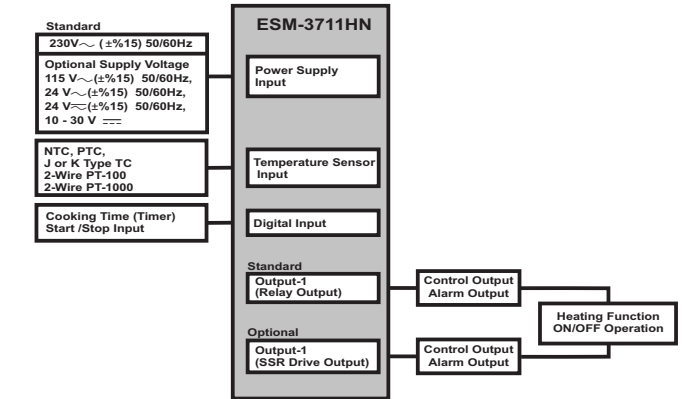 Standard
230V～ (±%15) 50/60Hz
Optional Supply Voltage
115 V～(±%15) 50/60Hz,
24 V～(±%15) 50/60Hz,
24 V⏦(±%15) 50/60Hz,
10 - 30 V ⎓
NTC, PTC,
J or K Type TC
2-Wire PT-100
2-Wire PT-1000
Cooking Time (Timer)
Start /Stop Input
ESM-3711HN
Power Supply
Input
Temperature Sensor
Input
Digital Input
Standard
Output-1
(Relay Output)
Optional
Output-1
(SSR Drive Output)
Control Output
Alarm Output
Control Output
Alarm Output
Heating Function
ON/OFF Operation